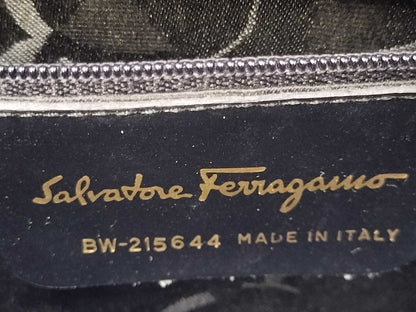 Salvatore Ferragamo
BW-215644 MADE IN ITALY